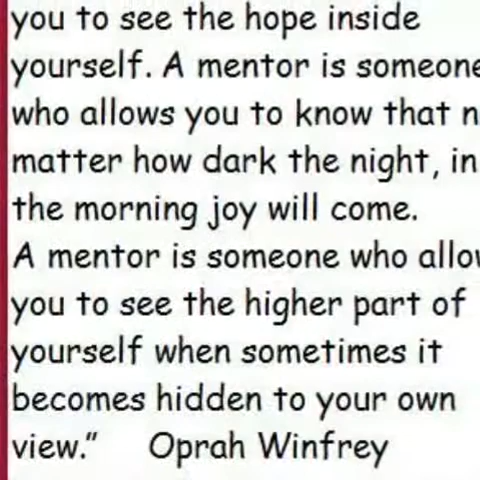 you to see the hope inside
yourself. A mentor is someone
who allows you to know that n
matter how dark the night, in
the morning joy will come.
A mentor is someone who allow
you to see the higher part of
yourself when sometimes it
becomes hidden to your own
view.” Oprah Winfrey